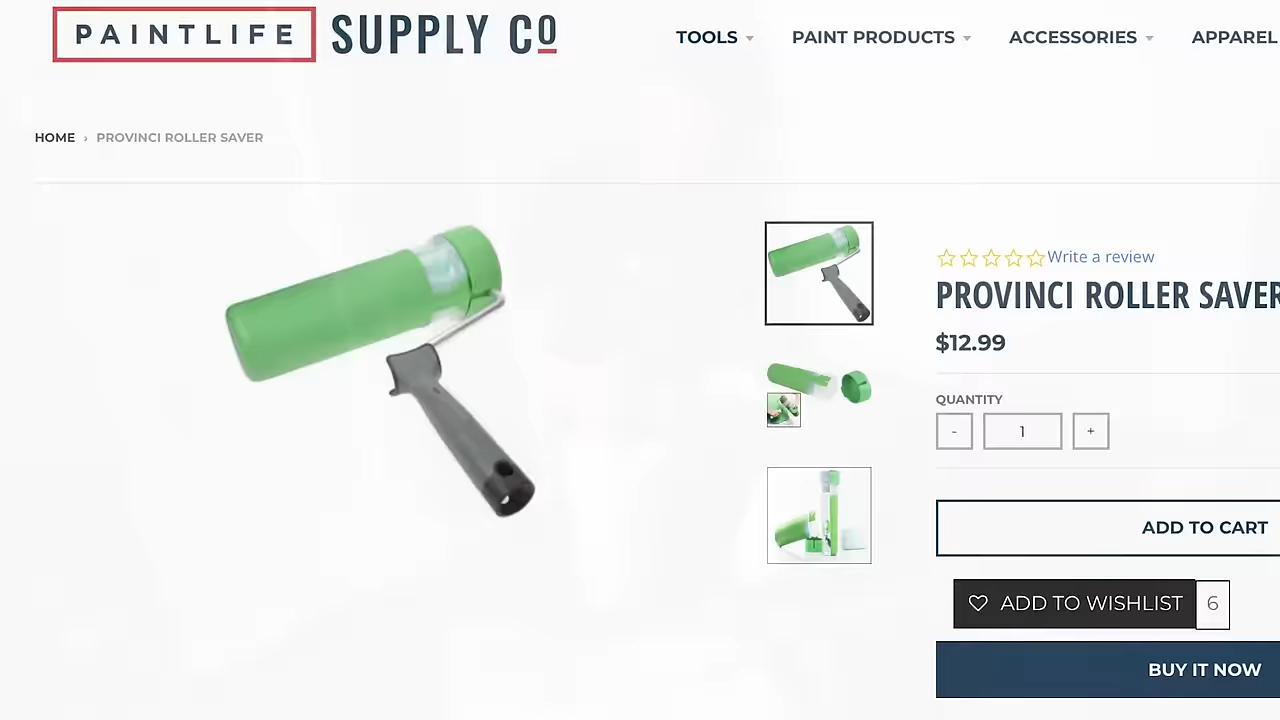 PAINTLIFE SUPPLY CO
TOOLS PAINT PRODUCTS ACCESSORIES APPAREL
HOME › PROVINCI ROLLER SAVER
Write a review
PROVINCI ROLLER SAVER
$12.99
QUANTITY
- 1 +
ADD TO CART
ADD TO WISHLIST 6
BUY IT NOW